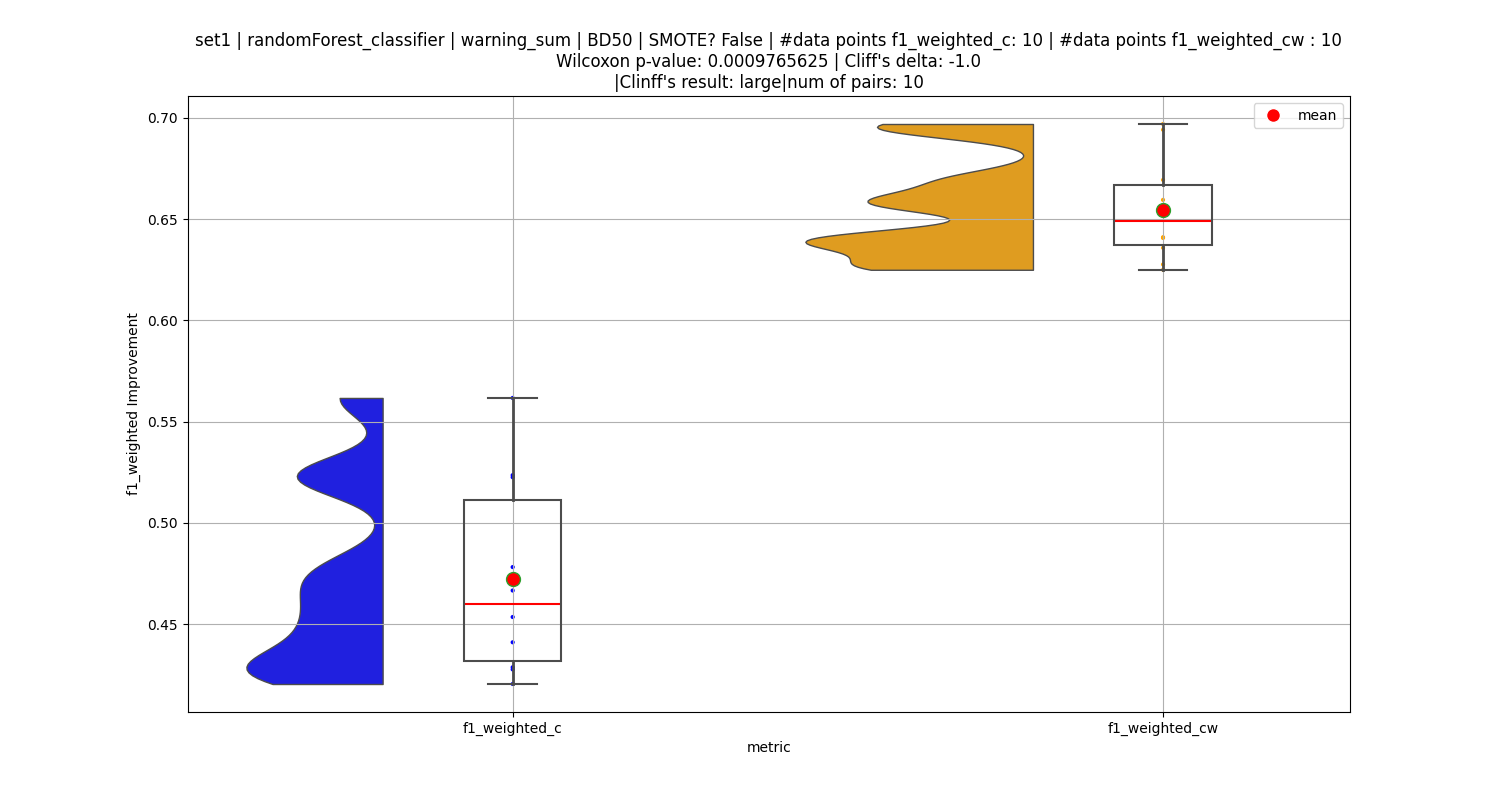 set1 | randomForest_classifier | warning_sum | BD50 | SMOTE? False | #data points f1_weighted_c: 10 | #data points f1_weighted_cw : 10
Wilcoxon p-value: 0.0009765625 | Cliff's delta: -1.0
|Clinff's result: large|num of pairs: 10
mean
0.70
0.65
0.60
0.55
0.50
0.45
f1_weighted Improvement
f1_weighted_c
f1_weighted_cw
metric